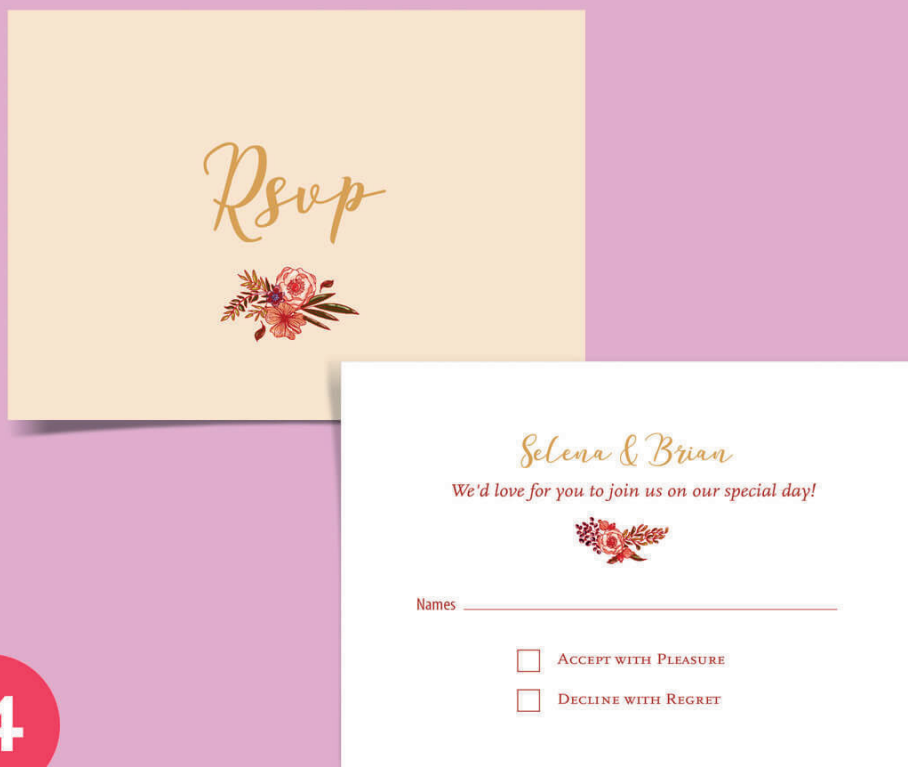 Rsvp
Selena & Brian
We'd love for you to join us on our special day!
Names
Accept with Pleasure
Decline with Regret
4